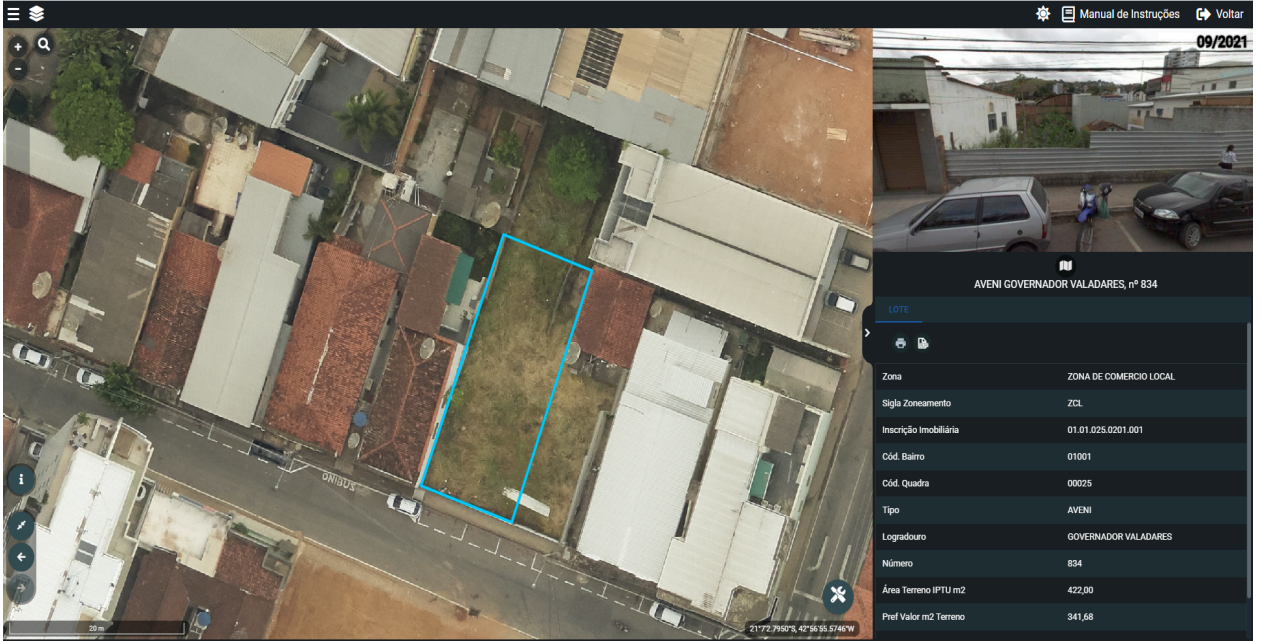 Manual de Instruções
Voltar
09/2021
AVENI GOVERNADOR VALADARES, nº 834
LOTE
Zona ZONA DE COMERCIO LOCAL
Sigla Zoneamento ZCL
Inscrição Imobiliária 01.01.025.0201.001
Cód. Bairro 01001
Cód. Quadra 00025
Tipo AVENI
Logradouro GOVERNADOR VALADARES
Número 834
Área Terreno IPTU m2 422,00
Pref Valor m2 Terreno 341,68
ONIBUS
20 m
21°7'2.7950"S, 42°56'55.5746"W